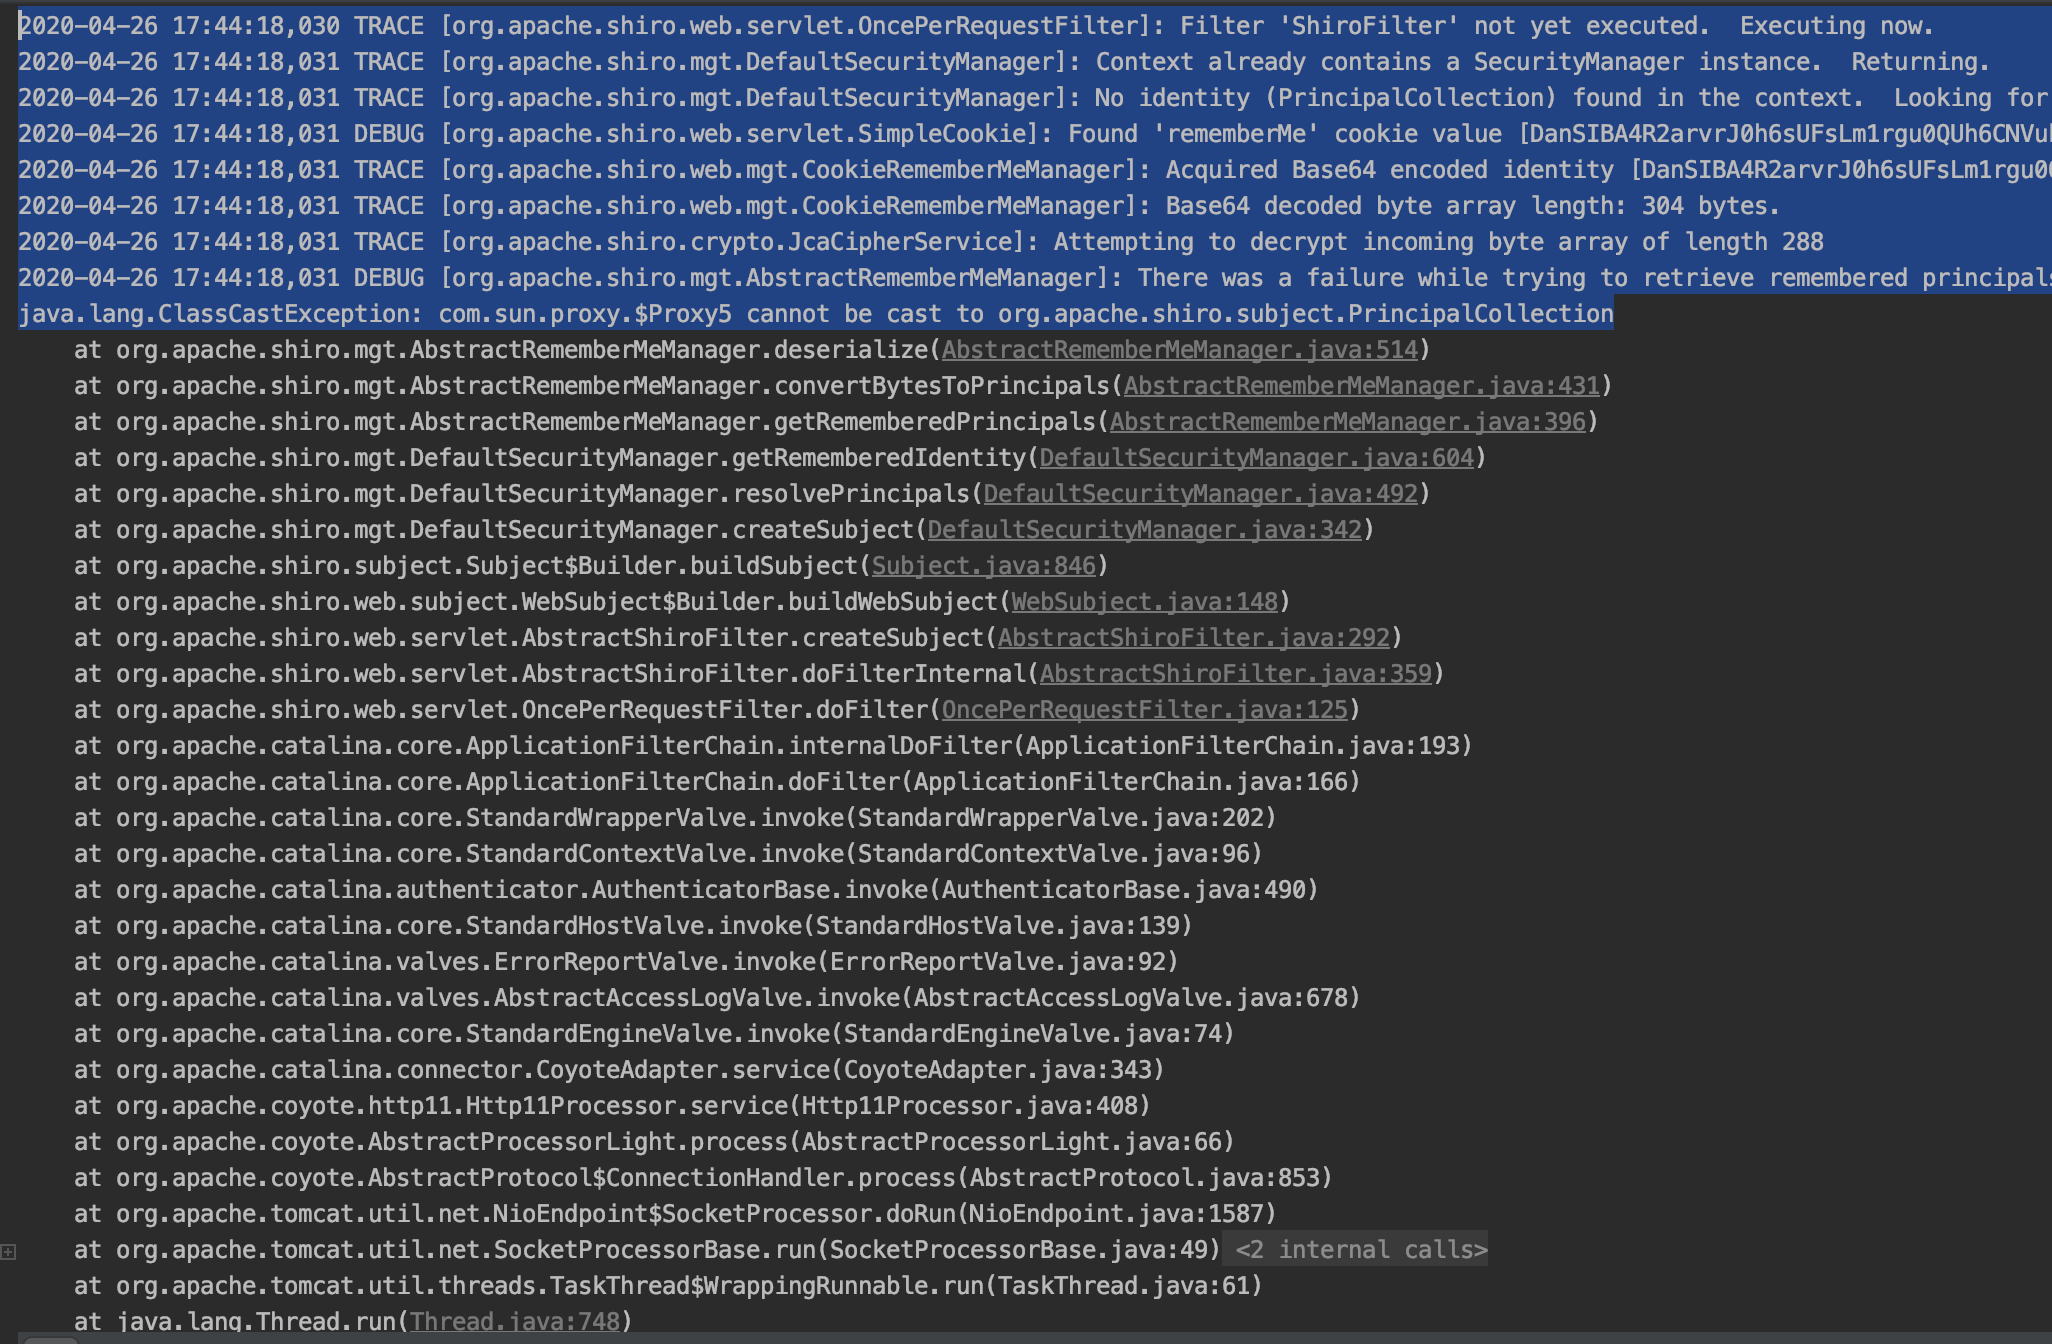 2020-04-26 17:44:18,030 TRACE [org.apache.shiro.web.servlet.OncePerRequestFilter]: Filter 'ShiroFilter' not yet executed.  Executing now.
2020-04-26 17:44:18,031 TRACE [org.apache.shiro.mgt.DefaultSecurityManager]: Context already contains a SecurityManager instance.  Returning.
2020-04-26 17:44:18,031 TRACE [org.apache.shiro.mgt.DefaultSecurityManager]: No identity (PrincipalCollection) found in the context.  Looking for
2020-04-26 17:44:18,031 DEBUG [org.apache.shiro.web.servlet.SimpleCookie]: Found 'rememberMe' cookie value [DanSIBA4R2arvrJ0h6sUFsLm1rgu0QUh6CNVu
2020-04-26 17:44:18,031 TRACE [org.apache.shiro.web.mgt.CookieRememberMeManager]: Acquired Base64 encoded identity [DanSIBA4R2arvrJ0h6sUFsLm1rgu0
2020-04-26 17:44:18,031 TRACE [org.apache.shiro.web.mgt.CookieRememberMeManager]: Base64 decoded byte array length: 304 bytes.
2020-04-26 17:44:18,031 TRACE [org.apache.shiro.crypto.JcaCipherService]: Attempting to decrypt incoming byte array of length 288
2020-04-26 17:44:18,031 DEBUG [org.apache.shiro.mgt.AbstractRememberMeManager]: There was a failure while trying to retrieve remembered principals
java.lang.ClassCastException: com.sun.proxy.$Proxy5 cannot be cast to org.apache.shiro.subject.PrincipalCollection
at org.apache.shiro.mgt.AbstractRememberMeManager.deserialize(AbstractRememberMeManager.java:514)
at org.apache.shiro.mgt.AbstractRememberMeManager.convertBytesToPrincipals(AbstractRememberMeManager.java:431)
at org.apache.shiro.mgt.AbstractRememberMeManager.getRememberedPrincipals(AbstractRememberMeManager.java:396)
at org.apache.shiro.mgt.DefaultSecurityManager.getRememberedIdentity(DefaultSecurityManager.java:604)
at org.apache.shiro.mgt.DefaultSecurityManager.resolvePrincipals(DefaultSecurityManager.java:492)
at org.apache.shiro.mgt.DefaultSecurityManager.createSubject(DefaultSecurityManager.java:342)
at org.apache.shiro.subject.Subject$Builder.buildSubject(Subject.java:846)
at org.apache.shiro.web.subject.WebSubject$Builder.buildWebSubject(WebSubject.java:148)
at org.apache.shiro.web.servlet.AbstractShiroFilter.createSubject(AbstractShiroFilter.java:292)
at org.apache.shiro.web.servlet.AbstractShiroFilter.doFilterInternal(AbstractShiroFilter.java:359)
at org.apache.shiro.web.servlet.OncePerRequestFilter.doFilter(OncePerRequestFilter.java:125)
at org.apache.catalina.core.ApplicationFilterChain.internalDoFilter(ApplicationFilterChain.java:193)
at org.apache.catalina.core.ApplicationFilterChain.doFilter(ApplicationFilterChain.java:166)
at org.apache.catalina.core.StandardWrapperValve.invoke(StandardWrapperValve.java:202)
at org.apache.catalina.core.StandardContextValve.invoke(StandardContextValve.java:96)
at org.apache.catalina.authenticator.AuthenticatorBase.invoke(AuthenticatorBase.java:490)
at org.apache.catalina.core.StandardHostValve.invoke(StandardHostValve.java:139)
at org.apache.catalina.valves.ErrorReportValve.invoke(ErrorReportValve.java:92)
at org.apache.catalina.valves.AbstractAccessLogValve.invoke(AbstractAccessLogValve.java:678)
at org.apache.catalina.core.StandardEngineValve.invoke(StandardEngineValve.java:74)
at org.apache.catalina.connector.CoyoteAdapter.service(CoyoteAdapter.java:343)
at org.apache.coyote.http11.Http11Processor.service(Http11Processor.java:408)
at org.apache.coyote.AbstractProcessorLight.process(AbstractProcessorLight.java:66)
at org.apache.coyote.AbstractProtocol$ConnectionHandler.process(AbstractProtocol.java:853)
at org.apache.tomcat.util.net.NioEndpoint$SocketProcessor.doRun(NioEndpoint.java:1587)
at org.apache.tomcat.util.net.SocketProcessorBase.run(SocketProcessorBase.java:49) <2 internal calls>
at org.apache.tomcat.util.threads.TaskThread$WrappingRunnable.run(TaskThread.java:61)
at java.lang.Thread.run(Thread.java:748)